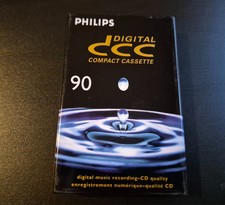 PHILIPS
DIGITAL
dcc
COMPACT CASSETTE
90
digital music recording-CD quality
enregistrement numérique-qualité CD